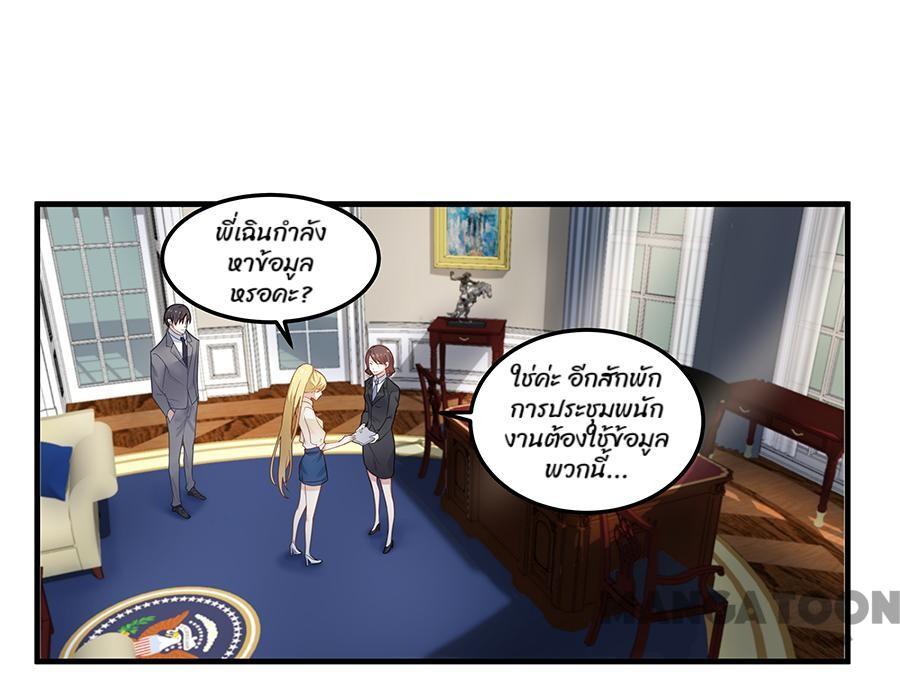 พี่เฉินกำลัง
หาข้อมูล
หรอคะ?
ใช่ค่ะ อีกสักพัก
การประชุมพนัก
งานต้องใช้ข้อมูล
พวกนี้...
MANGATOON